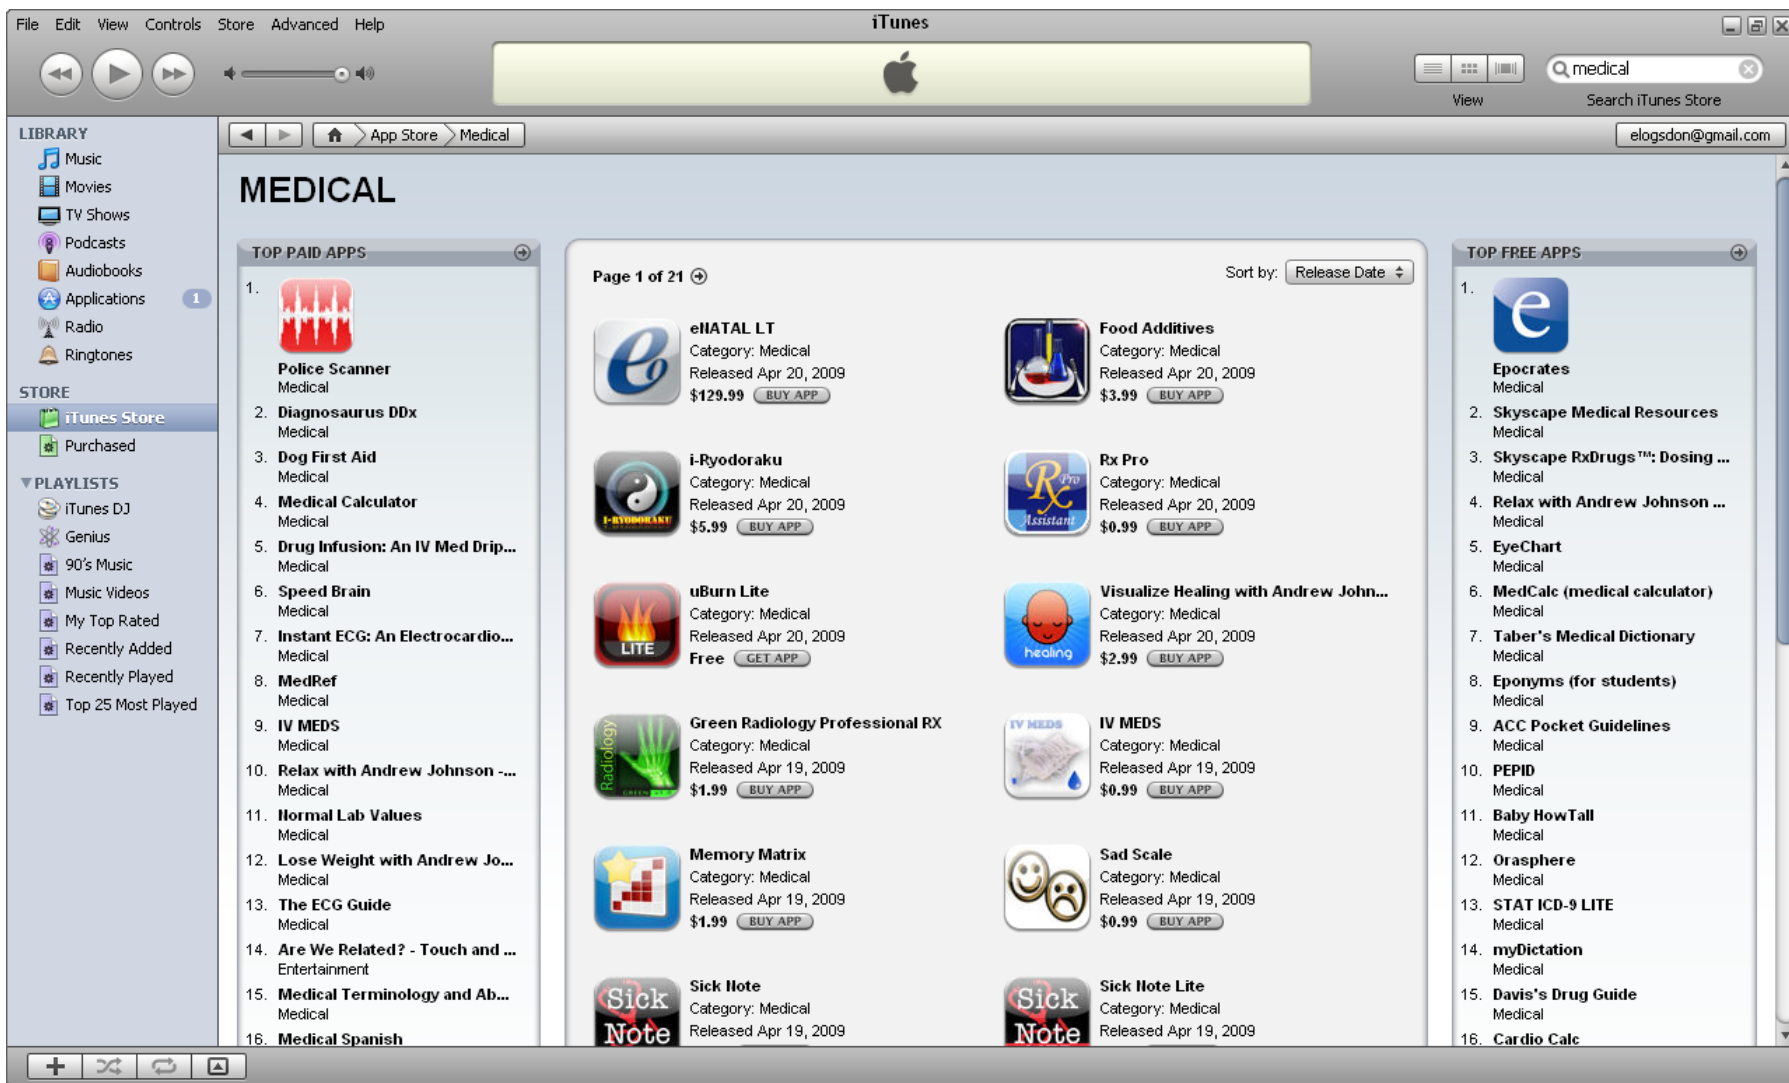 File Edit View Controls Store Advanced Help
iTunes
medical
View
Search iTunes Store
LIBRARY
Music
Movies
TV Shows
Podcasts
Audiobooks
Applications 1
Radio
Ringtones
STORE
iTunes Store
Purchased
PLAYLISTS
iTunes DJ
Genius
90's Music
Music Videos
My Top Rated
Recently Added
Recently Played
Top 25 Most Played
App Store Medical
elogsdon@gmail.com
MEDICAL
TOP PAID APPS
1.
Police Scanner
Medical
2. Diagnosaurus DDx
Medical
3. Dog First Aid
Medical
4. Medical Calculator
Medical
5. Drug Infusion: An IV Med Drip...
Medical
6. Speed Brain
Medical
7. Instant ECG: An Electrocardio...
Medical
8. MedRef
Medical
9. IV MEDS
Medical
10. Relax with Andrew Johnson -...
Medical
11. Normal Lab Values
Medical
12. Lose Weight with Andrew Jo...
Medical
13. The ECG Guide
Medical
14. Are We Related? - Touch and ...
Entertainment
15. Medical Terminology and Ab...
Medical
16. Medical Spanish
Page 1 of 21
Sort by: Release Date
eNATAL LT
Category: Medical
Released Apr 20, 2009
$129.99 BUY APP
Food Additives
Category: Medical
Released Apr 20, 2009
$3.99 BUY APP
I-RYODORAKU
i-Ryodoraku
Category: Medical
Released Apr 20, 2009
$5.99 BUY APP
Rx Pro
Assistant
Rx Pro
Category: Medical
Released Apr 20, 2009
$0.99 BUY APP
LITE
uBurn Lite
Category: Medical
Released Apr 20, 2009
Free GET APP
healing
Visualize Healing with Andrew John...
Category: Medical
Released Apr 20, 2009
$2.99 BUY APP
Radiology
Green Radiology Professional RX
Category: Medical
Released Apr 19, 2009
$1.99 BUY APP
IV MEDS
IV MEDS
Category: Medical
Released Apr 19, 2009
$0.99 BUY APP
Memory Matrix
Category: Medical
Released Apr 19, 2009
$1.99 BUY APP
Sad Scale
Category: Medical
Released Apr 19, 2009
$0.99 BUY APP
Sick
Note
Sick Note
Category: Medical
Released Apr 19, 2009
Sick
Note
Sick Note Lite
Category: Medical
Released Apr 19, 2009
TOP FREE APPS
1.
e
Epocrates
Medical
2. Skyscape Medical Resources
Medical
3. Skyscape RxDrugs™: Dosing ...
Medical
4. Relax with Andrew Johnson ...
Medical
5. EyeChart
Medical
6. MedCalc (medical calculator)
Medical
7. Taber's Medical Dictionary
Medical
8. Eponyms (for students)
Medical
9. ACC Pocket Guidelines
Medical
10. PEPID
Medical
11. Baby HowTall
Medical
12. Orasphere
Medical
13. STAT ICD-9 LITE
Medical
14. myDictation
Medical
15. Davis's Drug Guide
Medical
16. Cardio Calc